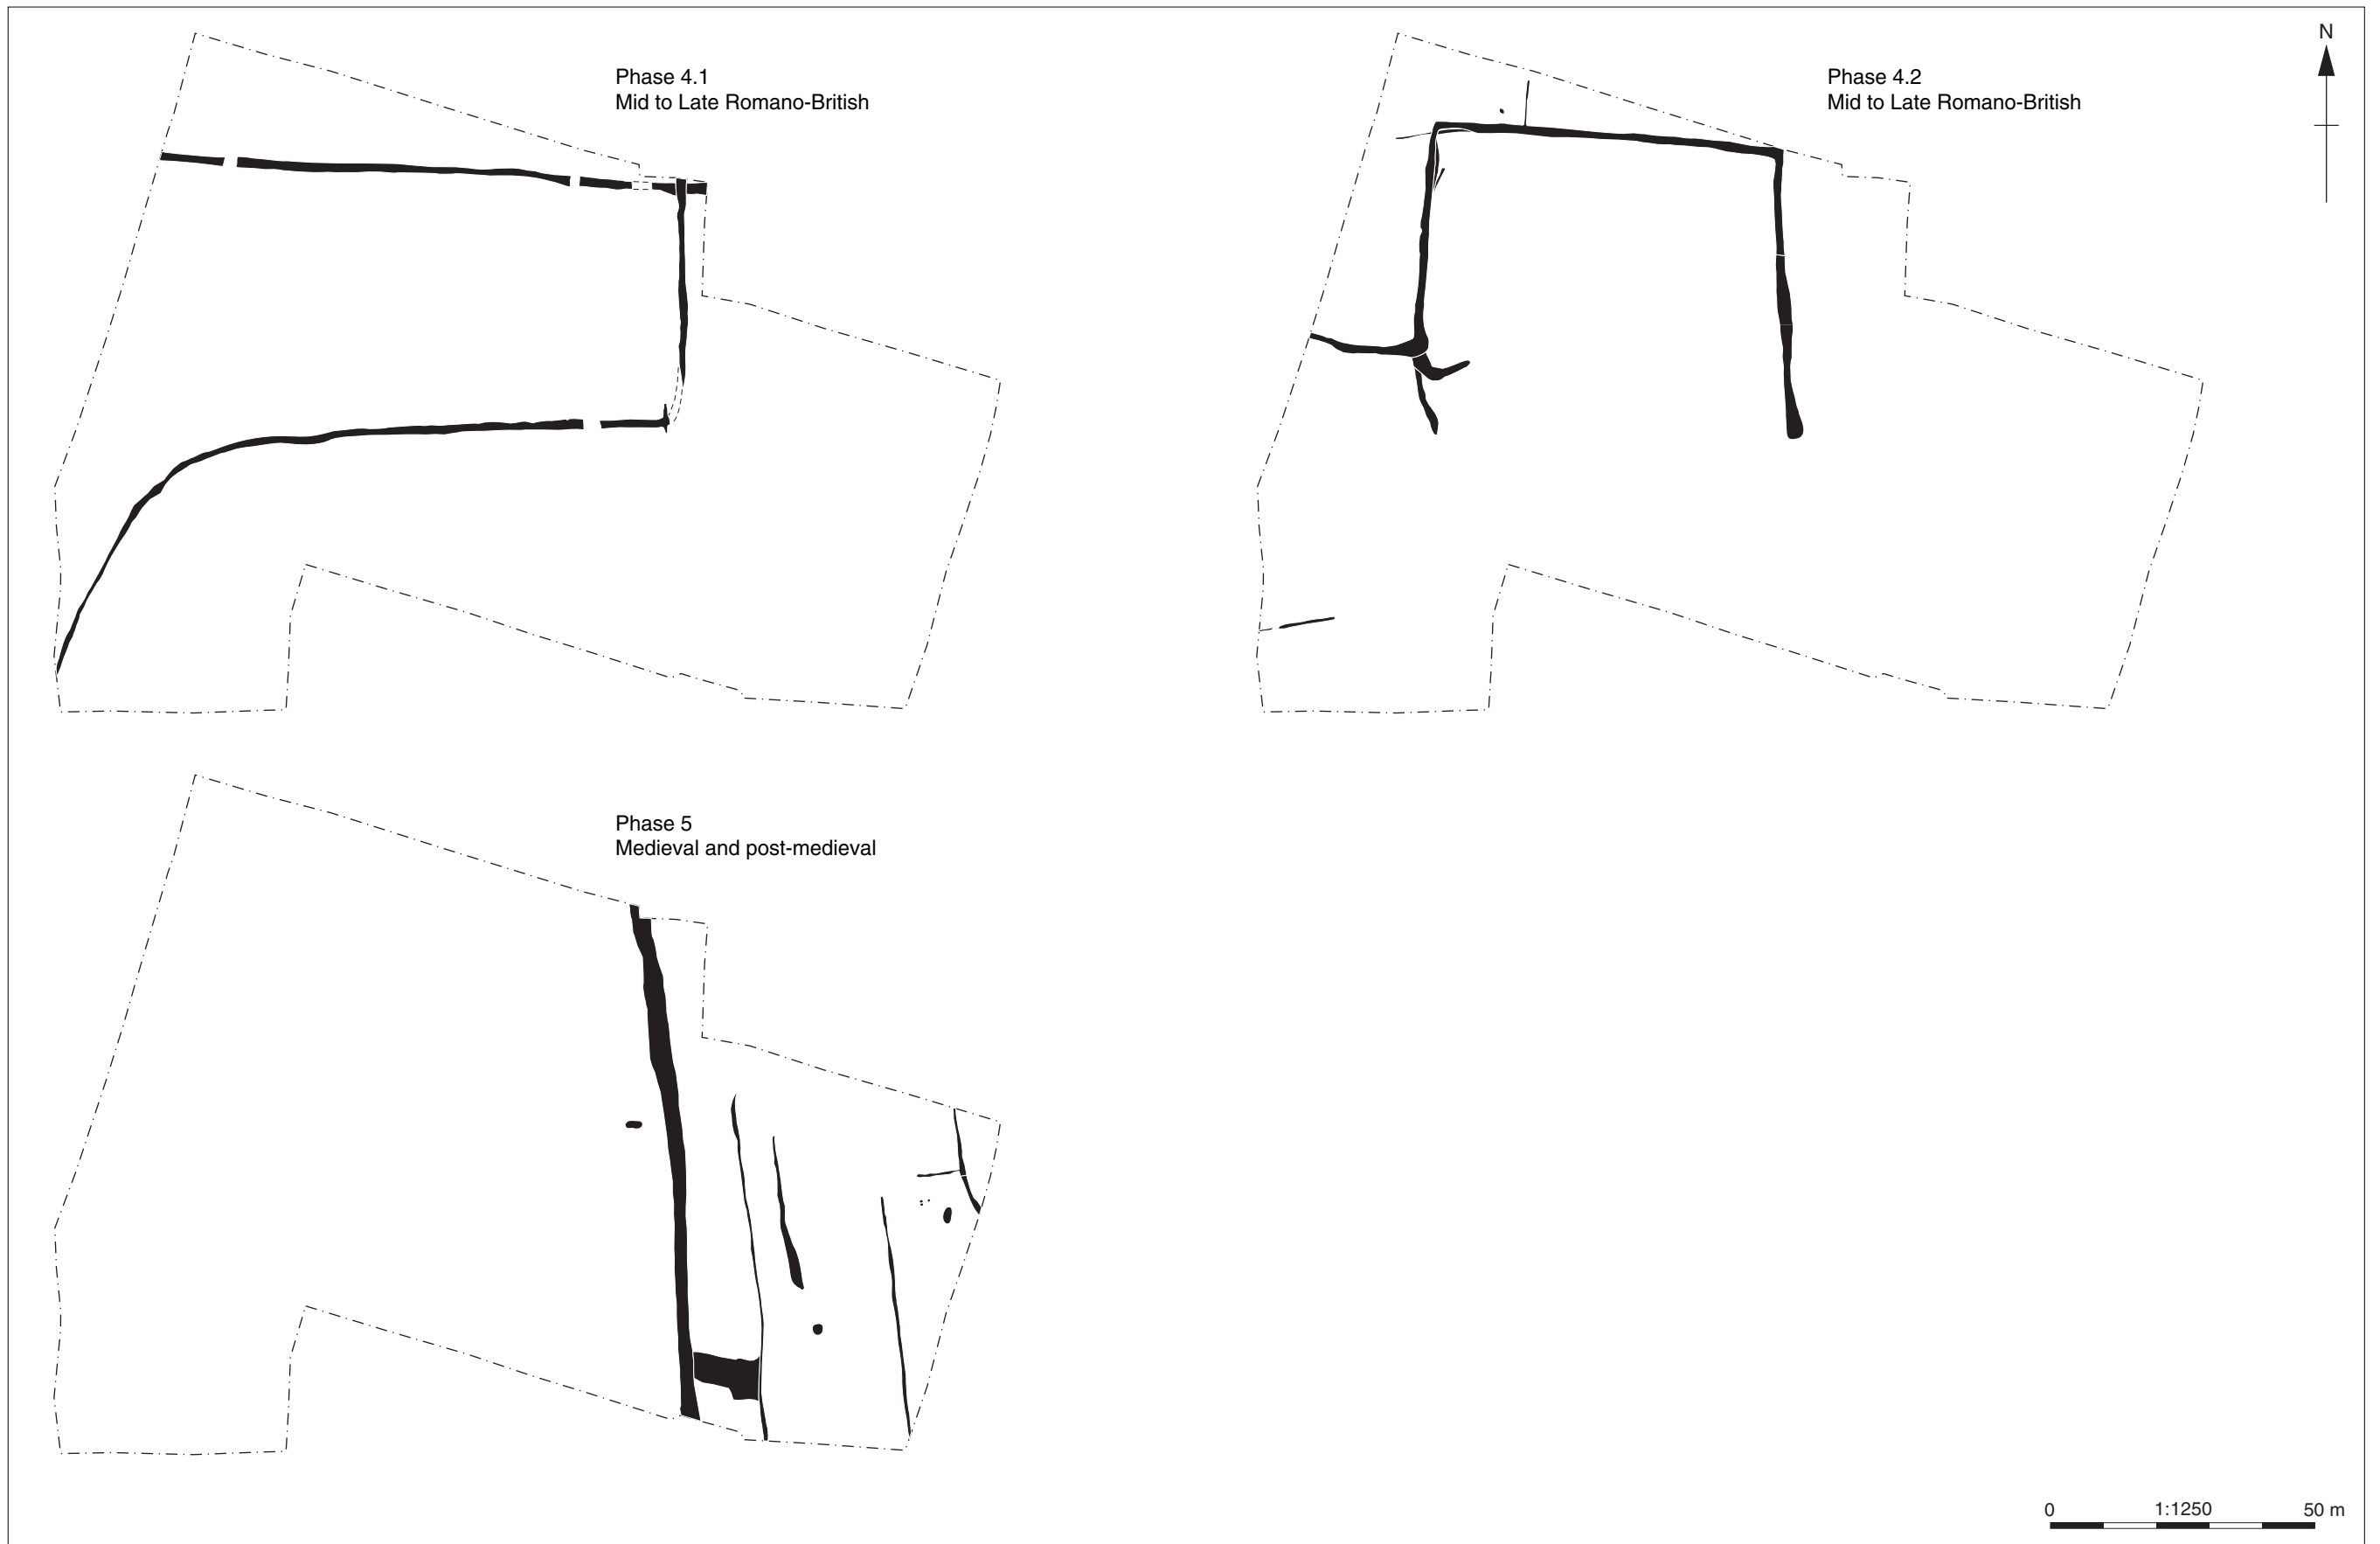 Phase 4.1
Mid to Late Romano-British
Phase 4.2
Mid to Late Romano-British
N
Phase 5
Medieval and post-medieval
0 1:1250 50 m